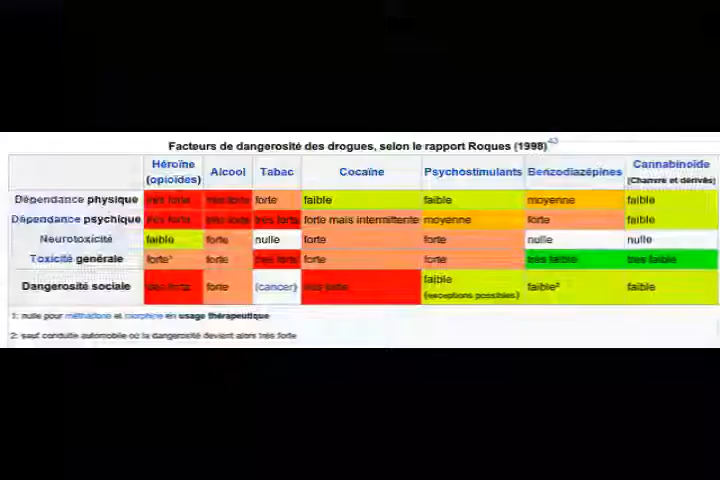 Facteurs de dangerosité des drogues, selon le rapport Roques (1998)
Héroïne (opioïdes) Alcool Tabac Cocaïne Psychostimulants Benzodiazépines Cannabinoïde (Chanvre et dérivés)
Dépendance physique très forte très forte forte faible faible moyenne faible
Dépendance psychique très forte très forte très forte forte mais intermittente moyenne forte faible
Neurotoxicité faible forte nulle forte forte nulle nulle
Toxicité générale forte¹ forte très forte forte forte très faible très faible
Dangerosité sociale très forte forte (cancer) très forte faible (exceptions possibles) faible² faible
1: nulle pour méthadone et morphine en usage thérapeutique
2: sauf conduite automobile où la dangerosité devient alors très forte